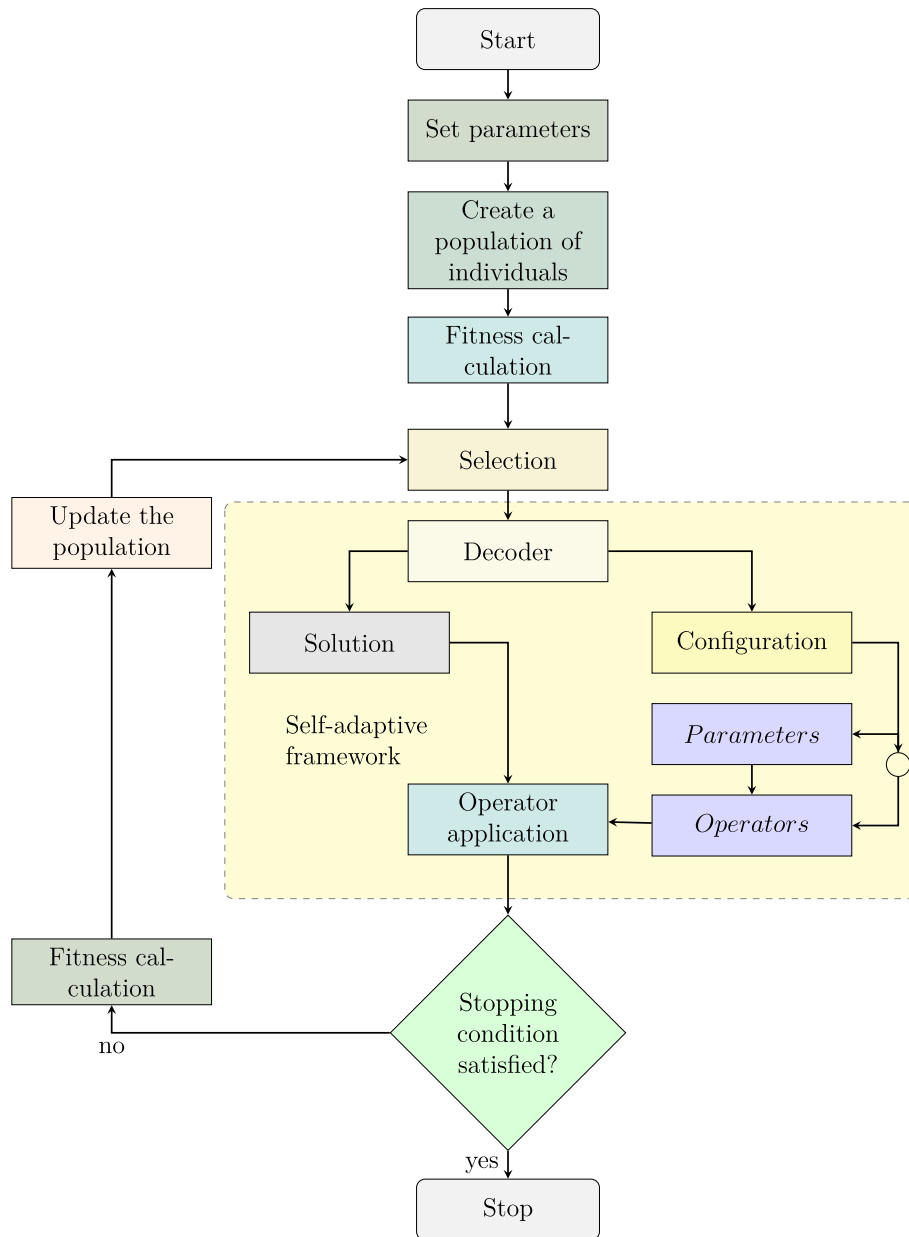 Start
Set parameters
Create a
population of
individuals
Fitness cal-
culation
Selection
Update the
population
Decoder
Solution
Configuration
Self-adaptive
framework
Parameters
Operator
application
Operators
Fitness cal-
culation
Stopping
condition
satisfied?
no
yes
Stop